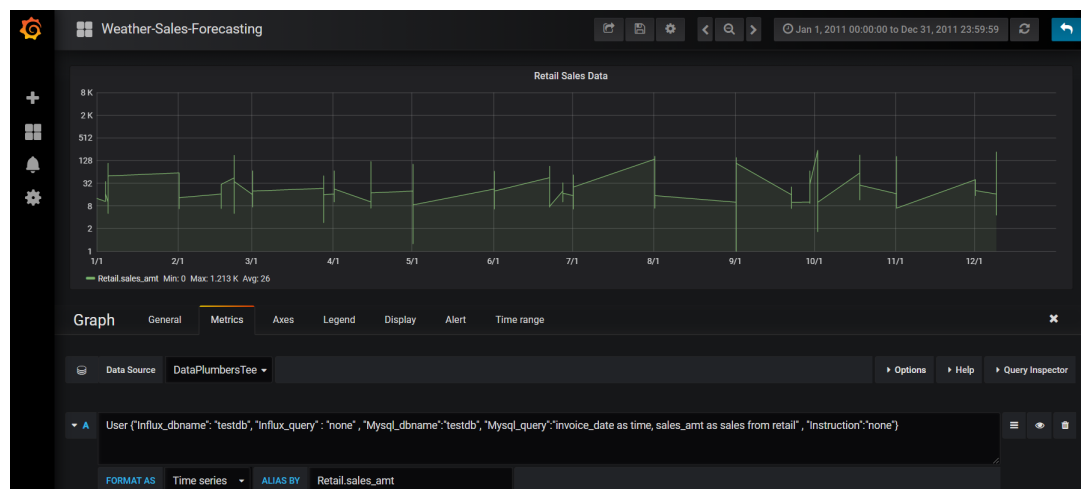 Weather-Sales-Forecasting
Jan 1, 2011 00:00:00 to Dec 31, 2011 23:59:59
Retail Sales Data
8 K
2 K
512
128
32
8
2
1
1/1 2/1 3/1 4/1 5/1 6/1 7/1 8/1 9/1 10/1 11/1 12/1
Retail.sales_amt Min: 0 Max: 1.213 K Avg: 26
Graph General Metrics Axes Legend Display Alert Time range
Data Source DataPlumbersTee Options Help Query Inspector
A User {"Influx_dbname": "testdb", "Influx_query" : "none" , "Mysql_dbname":"testdb", "Mysql_query":"invoice_date as time, sales_amt as sales from retail" , "Instruction":"none"}
FORMAT AS Time series ALIAS BY Retail.sales_amt